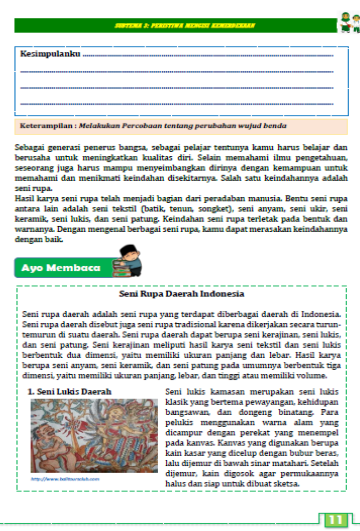 SUBTEMA 2: PERISTIWA MENGISI KEMERDEKAAN
Kesimpulanku
Keterampilan : Melakukan Percobaan tentang perubahan wujud benda
Sebagai generasi penerus bangsa, sebagai pelajar tentunya kamu harus belajar dan
berusaha untuk meningkatkan kualitas diri. Selain memahami ilmu pengetahuan,
seseorang juga harus mampu menyeimbangkan dirinya dengan kemampuan untuk
memahami dan menikmati keindahan disekitarnya. Salah satu keindahannya adalah
seni rupa.
Hasil karya seni rupa telah menjadi bagian dari peradaban manusia. Bentu seni rupa
antara lain adalah seni tekstil (batik, tenun, songket), seni anyam, seni ukir, seni
keramik, seni lukis, dan seni patung. Keindahan seni rupa terletak pada bentuk dan
warnanya. Dengan mengenal berbagai seni rupa, kamu dapat merasakan keindahannya
dengan baik.
Ayo Membaca
Seni Rupa Daerah Indonesia
Seni rupa daerah adalah seni rupa yang terdapat diberbagai daerah di Indonesia.
Seni rupa daerah disebut juga seni rupa tradisional karena dikerjakan secara turun-
temurun di suatu daerah. Seni rupa daerah dapat berupa seni kerajinan, seni lukis,
dan seni patung. Seni kerajinan meliputi hasil karya seni tekstil dan seni lukis
berbentuk dua dimensi, yaitu memiliki ukuran panjang dan lebar. Hasil karya
berupa seni anyam, seni keramik, dan seni patung pada umumnya berbentuk tiga
dimensi, yaitu memiliki ukuran panjang, lebar, dan tinggi atau memiliki volume.
1. Seni Lukis Daerah
Seni lukis kamasan merupakan seni lukis
klasik yang bertema pewayangan, kehidupan
bangsawan, dan dongeng binatang. Para
pelukis menggunakan warna alam yang
dicampur dengan perekat yang menempel
pada kanvas. Kanvas yang digunakan berupa
kain kasar yang dicelup dengan bubur beras,
lalu dijemur di bawah sinar matahari. Setelah
dijemur, kain digosok agar permukaannya
halus dan siap untuk dibuat sketsa.
11